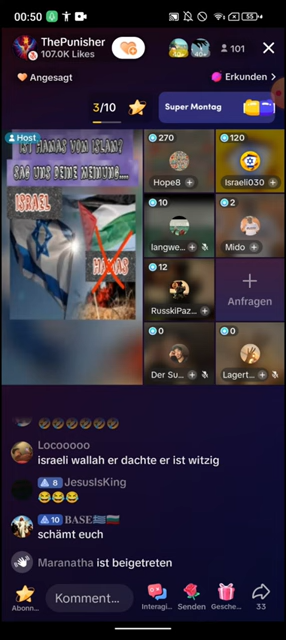 00:50
55
ThePunisher
107.0K Likes
101
Angesagt
Erkunden >
3/10
Super Montag
Host
IST HAMAS VON ISLAM?
SAG UNS DEINE MEINUNG....
ISRAEL
HAMAS
270
Hope8 +
120
Israeli030 +
10
langwe... +
2
Mido +
12
RusskiPaz... +
+
Anfragen
0
Der Su... +
0
Lagert... +
Locooooo
israeli wallah er dachte er ist witzig
8 JesusIsKing
😂😂😂
10 BASE🇬🇷🇧🇬
schämt euch
Maranatha ist beigetreten
Abonn...
Komment...
Interagi...
Senden
Gesche...
33